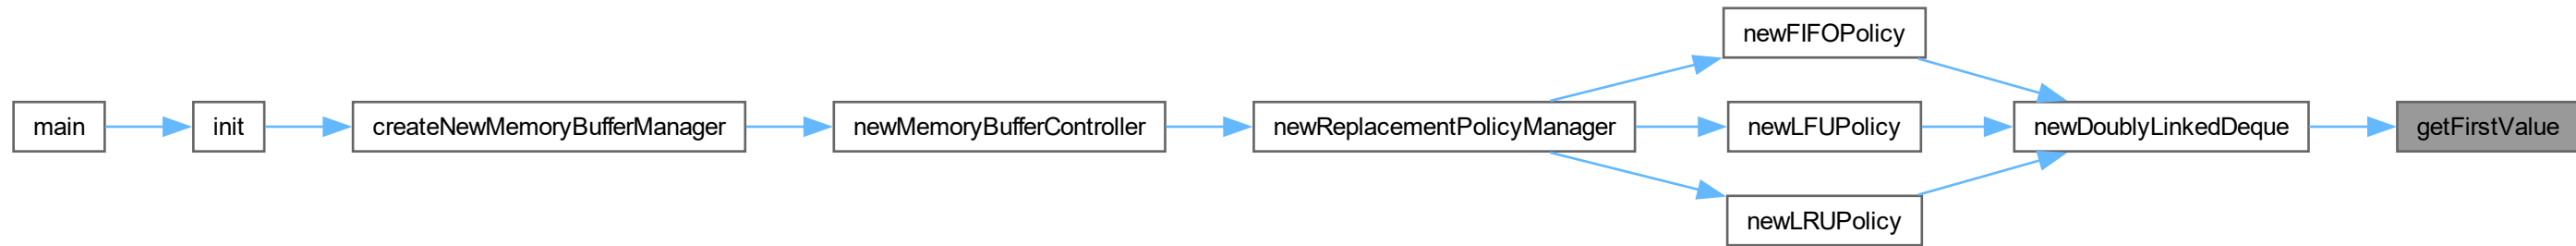 main
init
createNewMemoryBufferManager
newMemoryBufferController
newReplacementPolicyManager
newFIFOPolicy
newLFUPolicy
newLRUPolicy
newDoublyLinkedDeque
getFirstValue